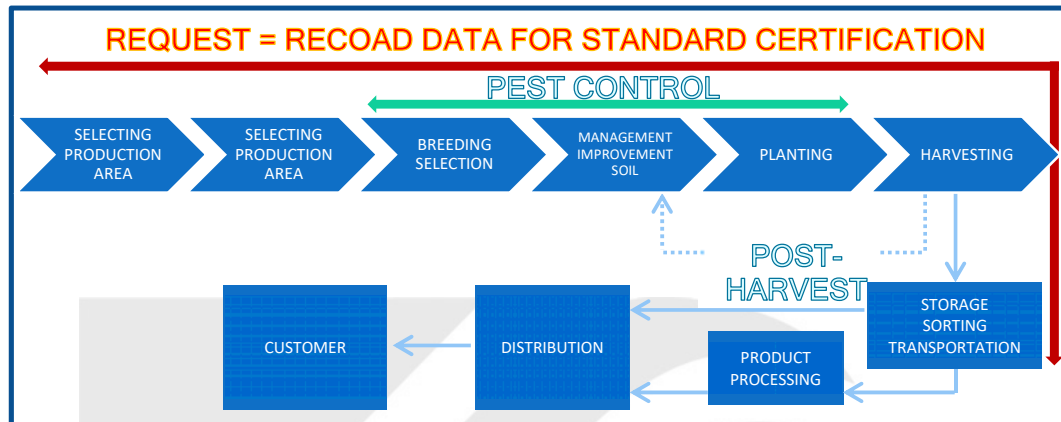 REQUEST = RECOAD DATA FOR STANDARD CERTIFICATION
PEST CONTROL
SELECTING
PRODUCTION
AREA
SELECTING
PRODUCTION
AREA
BREEDING
SELECTION
MANAGEMENT
IMPROVEMENT
SOIL
PLANTING
HARVESTING
POST-
HARVEST
STORAGE
SORTING
TRANSPORTATION
CUSTOMER
DISTRIBUTION
PRODUCT
PROCESSING